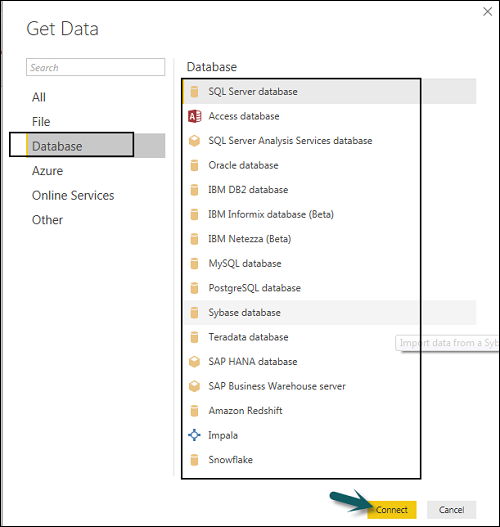 Get Data
Search
All
File
Database
Azure
Online Services
Other
Database
SQL Server database
Access database
SQL Server Analysis Services database
Oracle database
IBM DB2 database
IBM Informix database (Beta)
IBM Netezza (Beta)
MySQL database
PostgreSQL database
Sybase database
Teradata database
Import data from a Syb
SAP HANA database
SAP Business Warehouse server
Amazon Redshift
Impala
Snowflake
Connect
Cancel